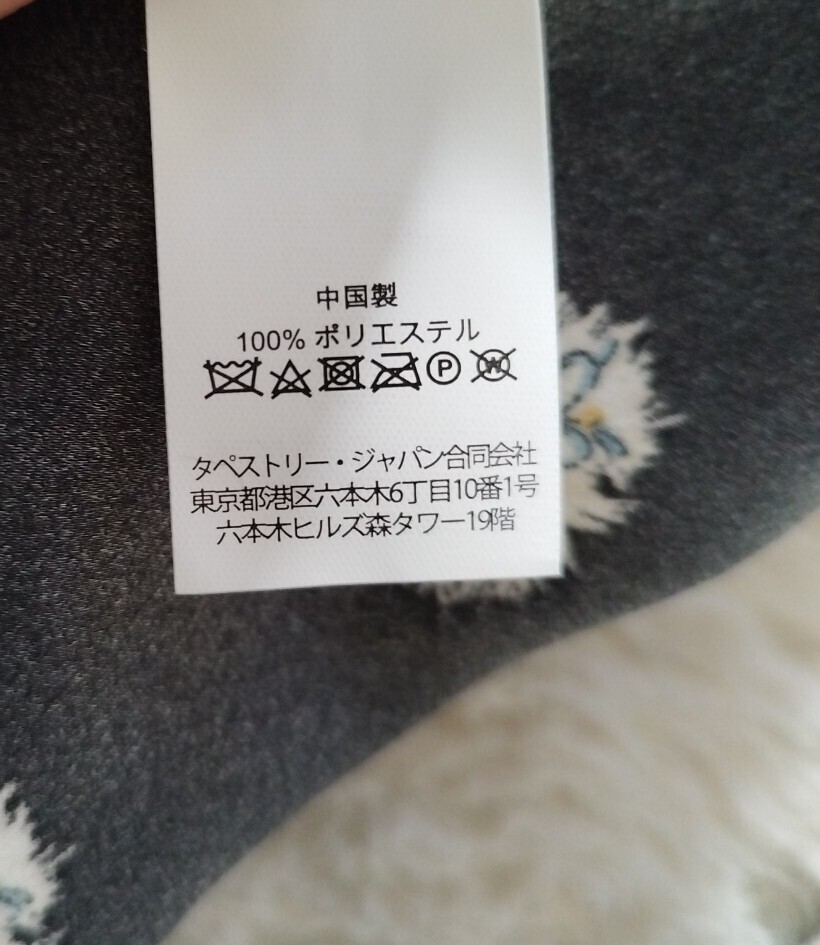 中国製
100% ポリエステル
P W
タペストリー・ジャパン合同会社
東京都港区六本木6丁目10番1号
六本木ヒルズ森タワー19階